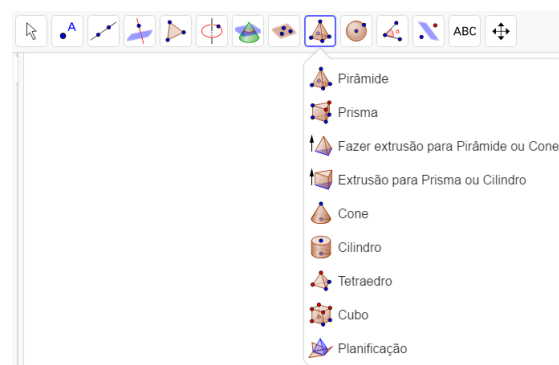 A
α
ABC
Pirâmide
Prisma
Fazer extrusão para Pirâmide ou Cone
Extrusão para Prisma ou Cilindro
Cone
Cilindro
Tetraedro
Cubo
Planificação